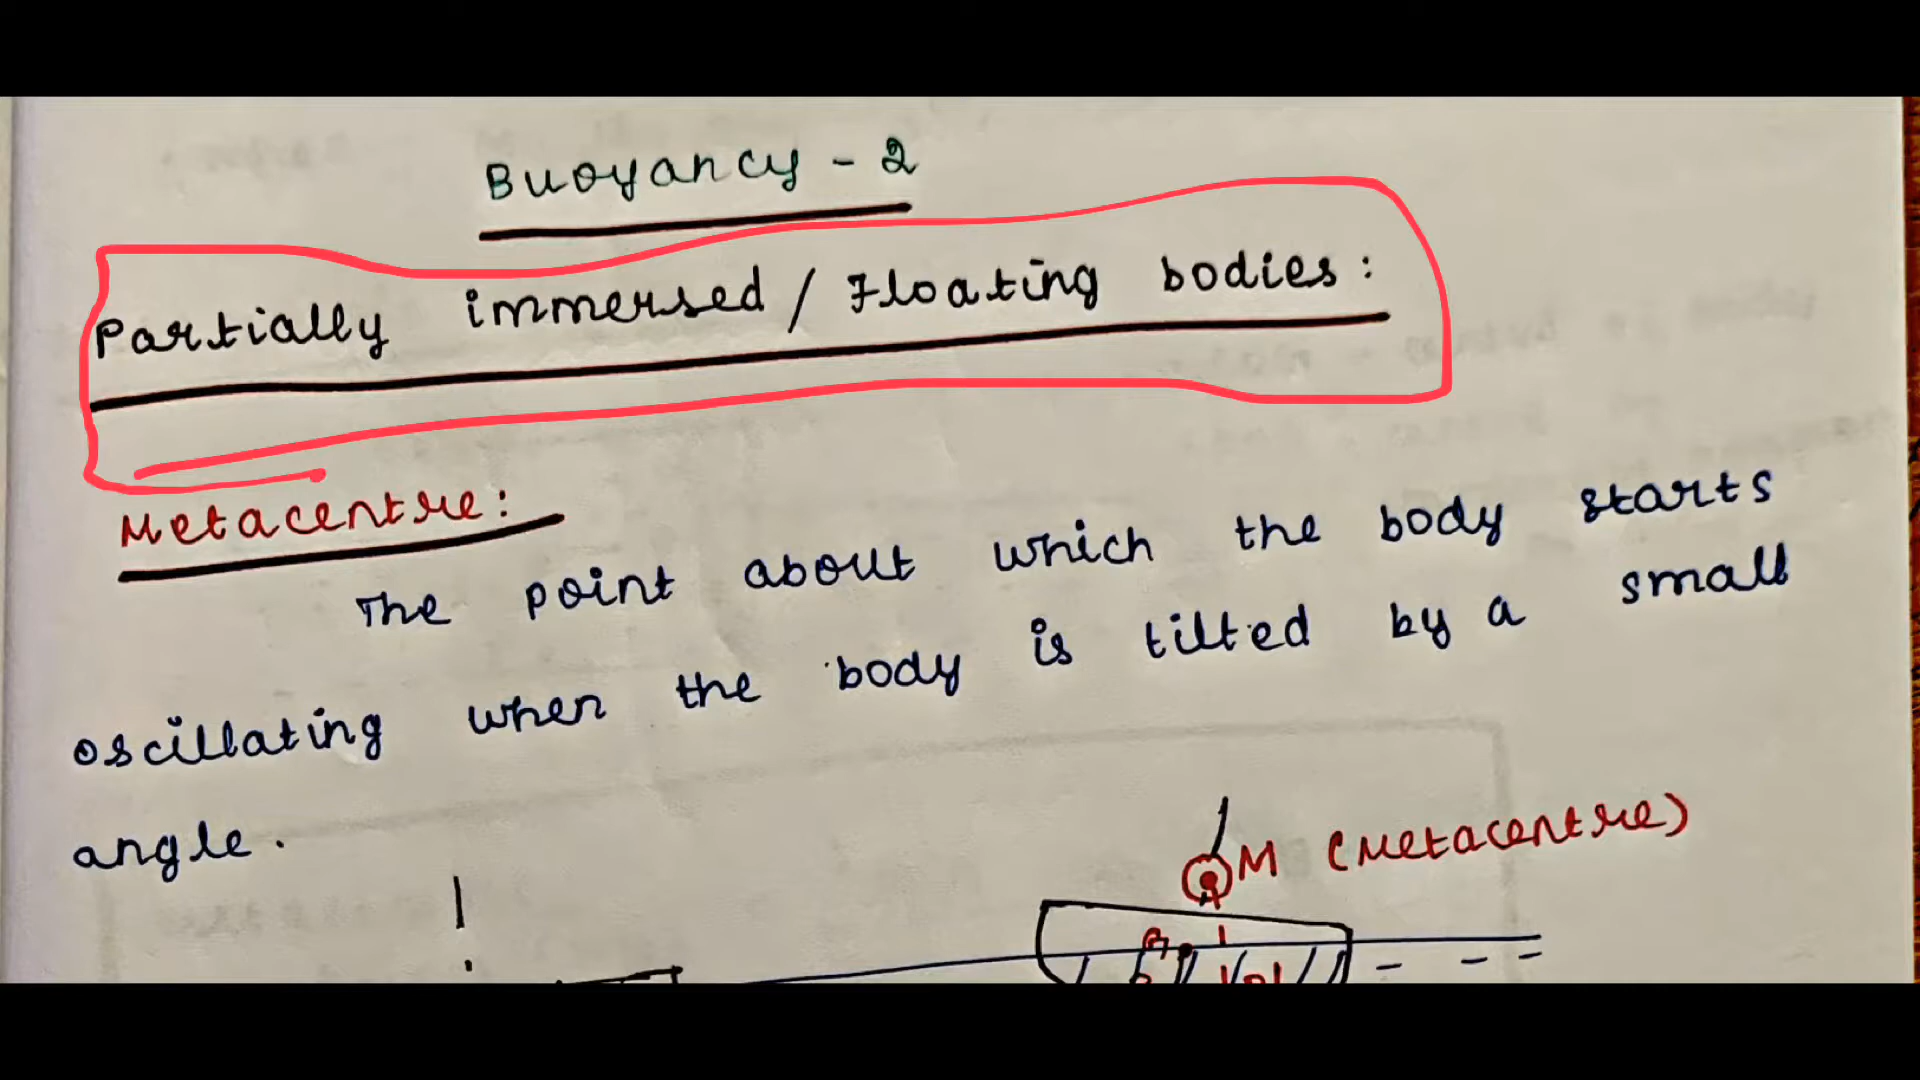 Buoyancy - 2
Partially immersed / Floating bodies :
Metacentre :
The point about which the body starts
oscillating when the body is tilted by a small
angle .
M (Metacentre)